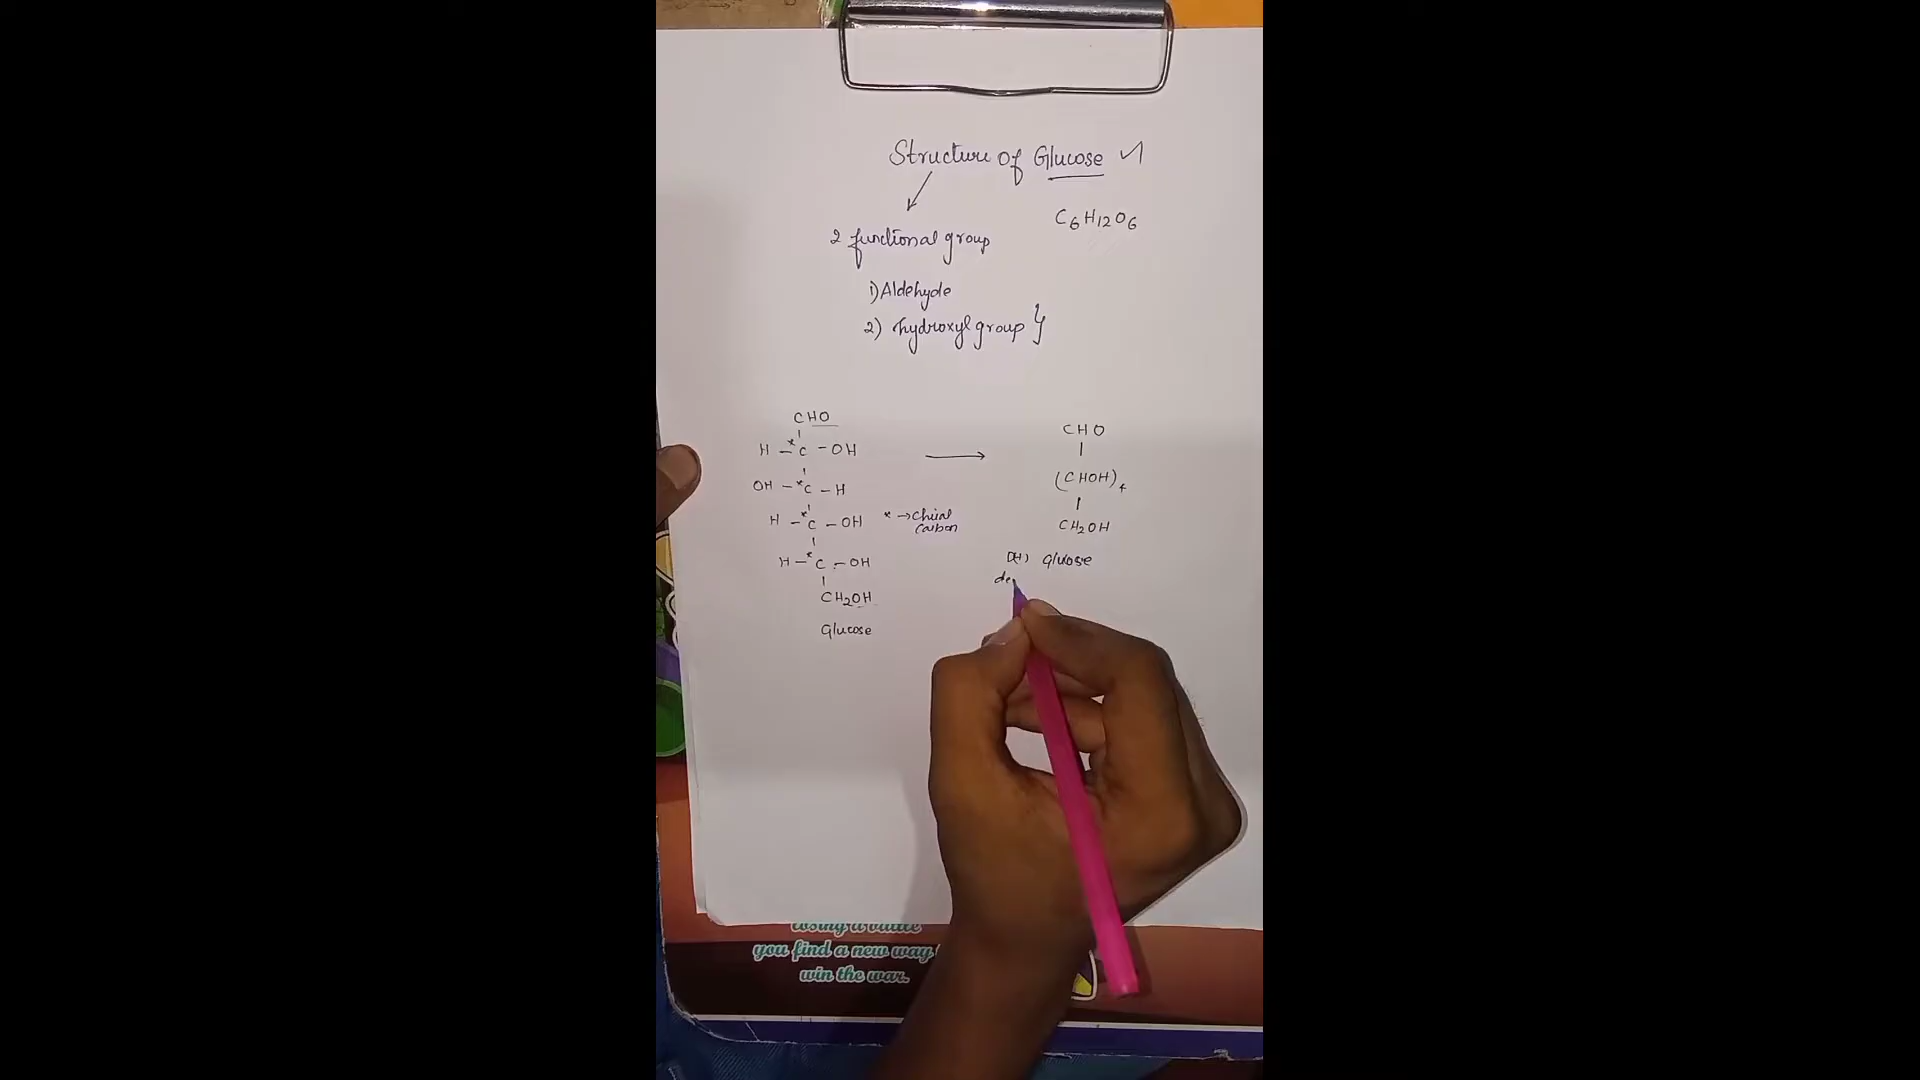 Structure of Glucose
C6H12O6
2 functional group
1) Aldehyde
2) hydroxyl group }
CHO
H - *C - OH
OH - *C - H
H - *C - OH
H - *C - OH
CH2OH
Glucose
* → Chiral
Carbon
→
CHO
(CHOH)4
CH2OH
Glucose
de
you find a new way
win the war.